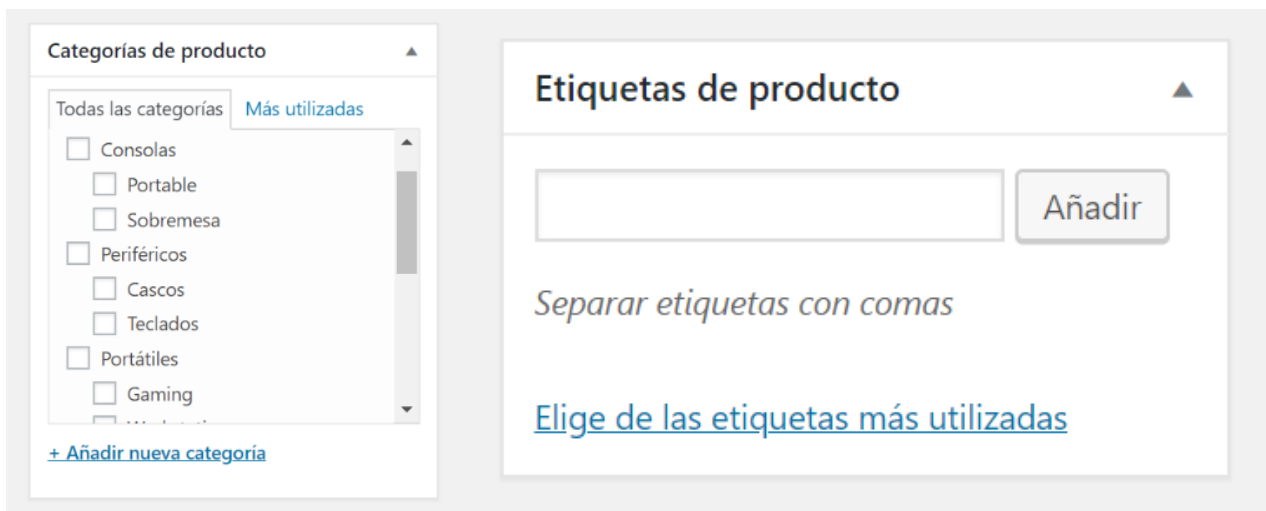 Categorías de producto
Todas las categorías Más utilizadas
Consolas
Portable
Sobremesa
Periféricos
Cascos
Teclados
Portátiles
Gaming
+ Añadir nueva categoría
Etiquetas de producto
Añadir
Separar etiquetas con comas
Elige de las etiquetas más utilizadas